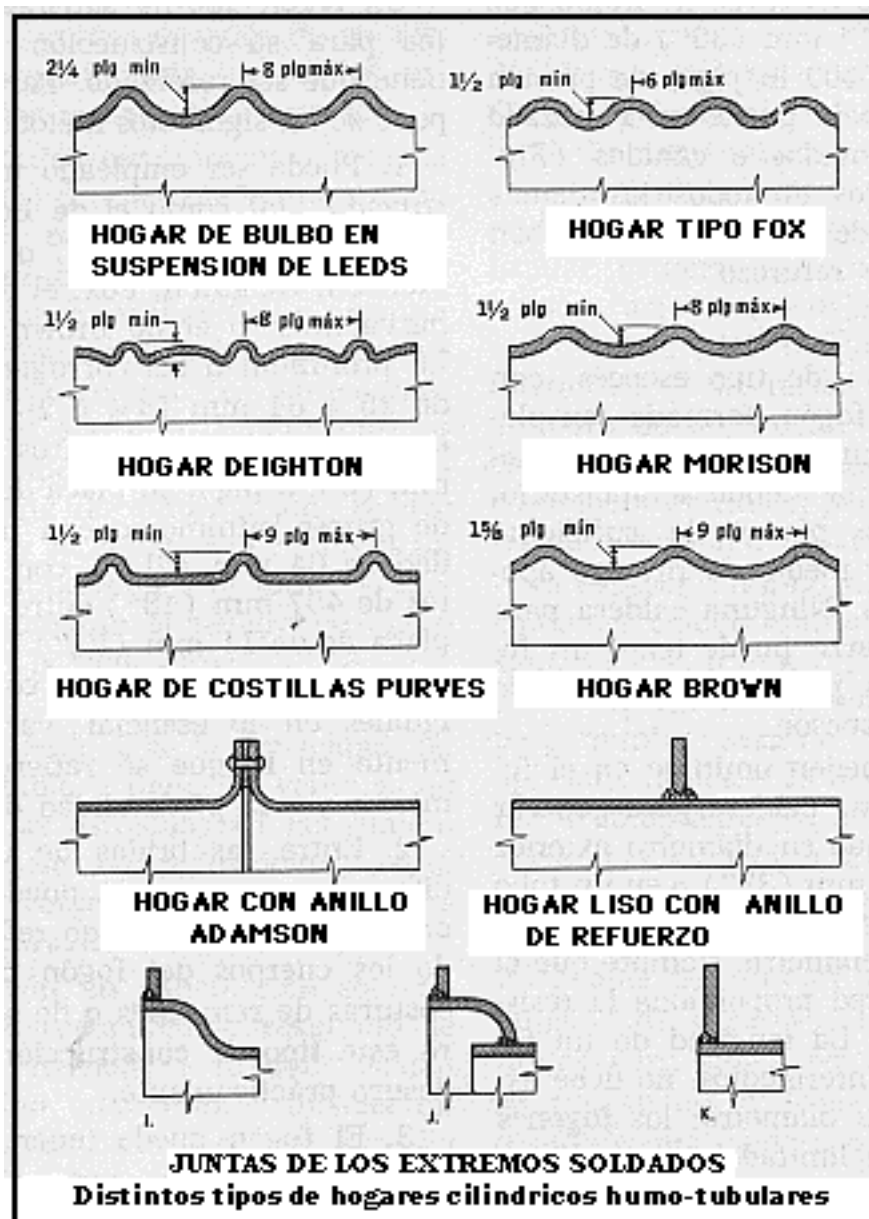 2¼ plg min 8 plg máx
HOGAR DE BULBO EN
SUSPENSION DE LEEDS
1½ plg min 6 plg máx
HOGAR TIPO FOX
1½ plg min 8 plg máx
HOGAR DEIGHTON
1½ plg min 8 plg máx
HOGAR MORISON
1½ plg min 9 plg máx
HOGAR DE COSTILLAS PURVES
1⅝ plg min 9 plg máx
HOGAR BROWN
HOGAR CON ANILLO
ADAMSON
HOGAR LISO CON ANILLO
DE REFUERZO
I. J. K.
JUNTAS DE LOS EXTREMOS SOLDADOS
Distintos tipos de hogares cilindricos humo-tubulares